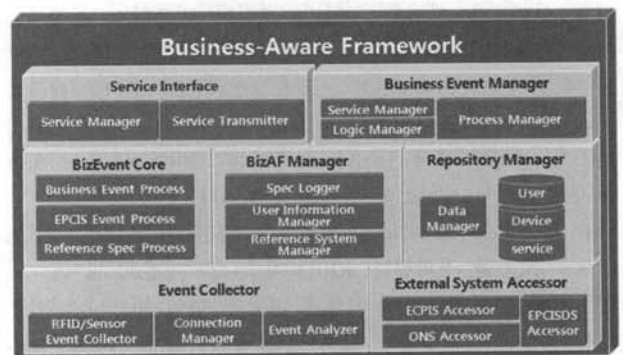 Business-Aware Framework
Service Interface
Service Manager
Service Transmitter
Business Event Manager
Service Manager
Logic Manager
Process Manager
BizEvent Core
Business Event Process
EPCIS Event Process
Reference Spec Process
BizAF Manager
Spec Logger
User Information
Manager
Reference System
Manager
Repository Manager
Data
Manager
User
Device
service
Event Collector
RFID/Sensor
Event Collector
Connection
Manager
Event Analyzer
External System Accessor
ECPIS Accessor
ONS Accessor
EPCISDS
Accessor